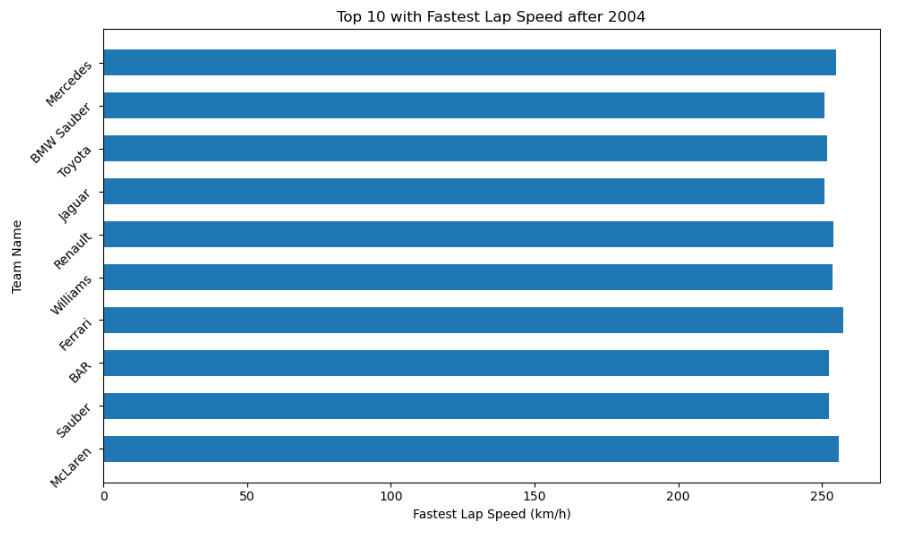 Top 10 with Fastest Lap Speed after 2004
Team Name
Mercedes
BMW Sauber
Toyota
Jaguar
Renault
Williams
Ferrari
BAR
Sauber
McLaren
0 50 100 150 200 250
Fastest Lap Speed (km/h)